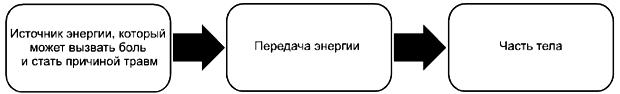 Источник энергии, который
может вызвать боль
и стать причиной травм
Передача энергии
Часть тела